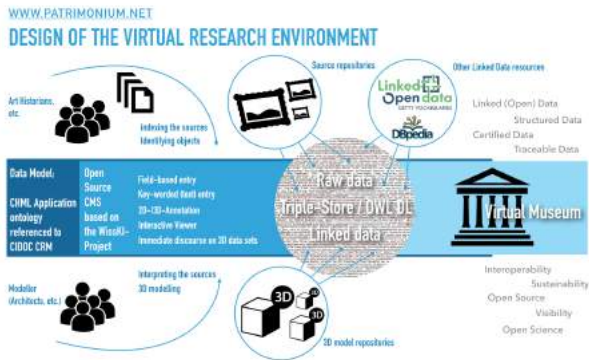 WWW.PATRIMONIUM.NET
DESIGN OF THE VIRTUAL RESEARCH ENVIRONMENT
Art Historians,
etc.
Indexing the sources
Identifying objects
Source repositories
Other Linked Data resources
Linked
Open data
GETTY VOCABULARIES
DBpedia
Linked (Open) Data
Structured Data
Certified Data
Traceable Data
Data Model:
CHML Application
ontology
referenced to
CIDOC CRM
Open
Source
CMS
based on
the WissKI-
Project
Field-based entry
Key-worded (text) entry
2D-/3D-Annotation
Interactive Viewer
Immediate discourse on 3D data sets
Raw data
Triple-Store / OWL DL
Linked data
Virtual Museum
Modeller
(Architects, etc.)
Interpreting the sources
3D modelling
3D
3D
3D
3D model repositories
Interoperability
Sustainability
Open Source
Visibility
Open Science